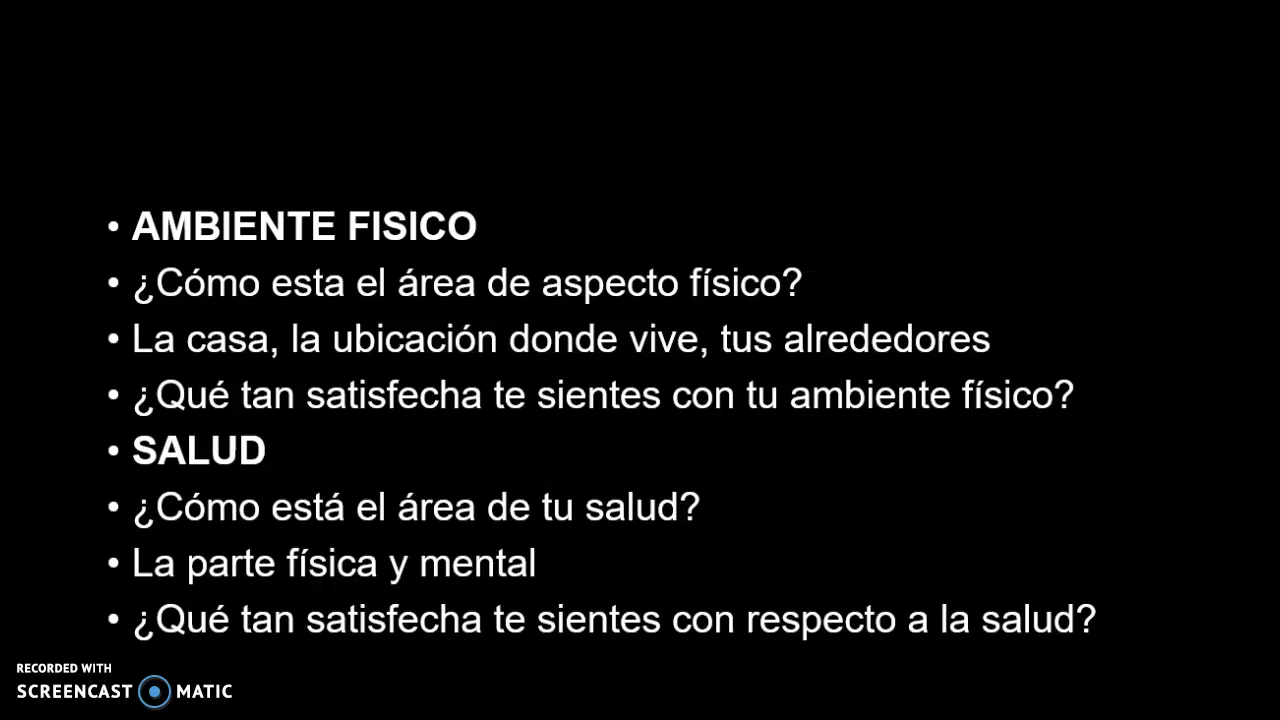 • AMBIENTE FISICO
• ¿Cómo esta el área de aspecto físico?
• La casa, la ubicación donde vive, tus alrededores
• ¿Qué tan satisfecha te sientes con tu ambiente físico?
• SALUD
• ¿Cómo está el área de tu salud?
• La parte física y mental
• ¿Qué tan satisfecha te sientes con respecto a la salud?
RECORDED WITH
SCREENCAST MATIC